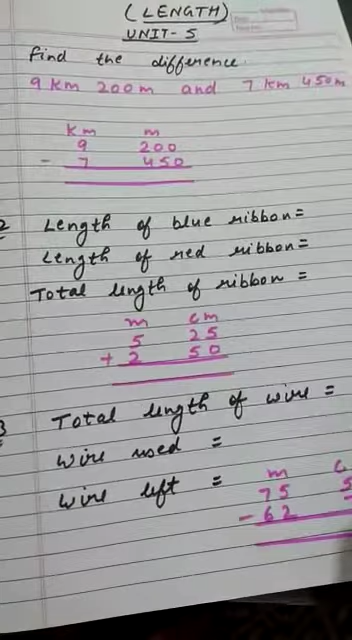 (LENGTH)
UNIT-5
Find the difference.
9 km 200 m and 7 km 450 m
Km m
9 200
- 7 450
2 Length of blue ribbon =
Length of red ribbon =
Total length of ribbon =
m cm
5 25
+ 2 50
3 Total length of wire =
Wire used =
Wire left =
m c
75 5
- 62